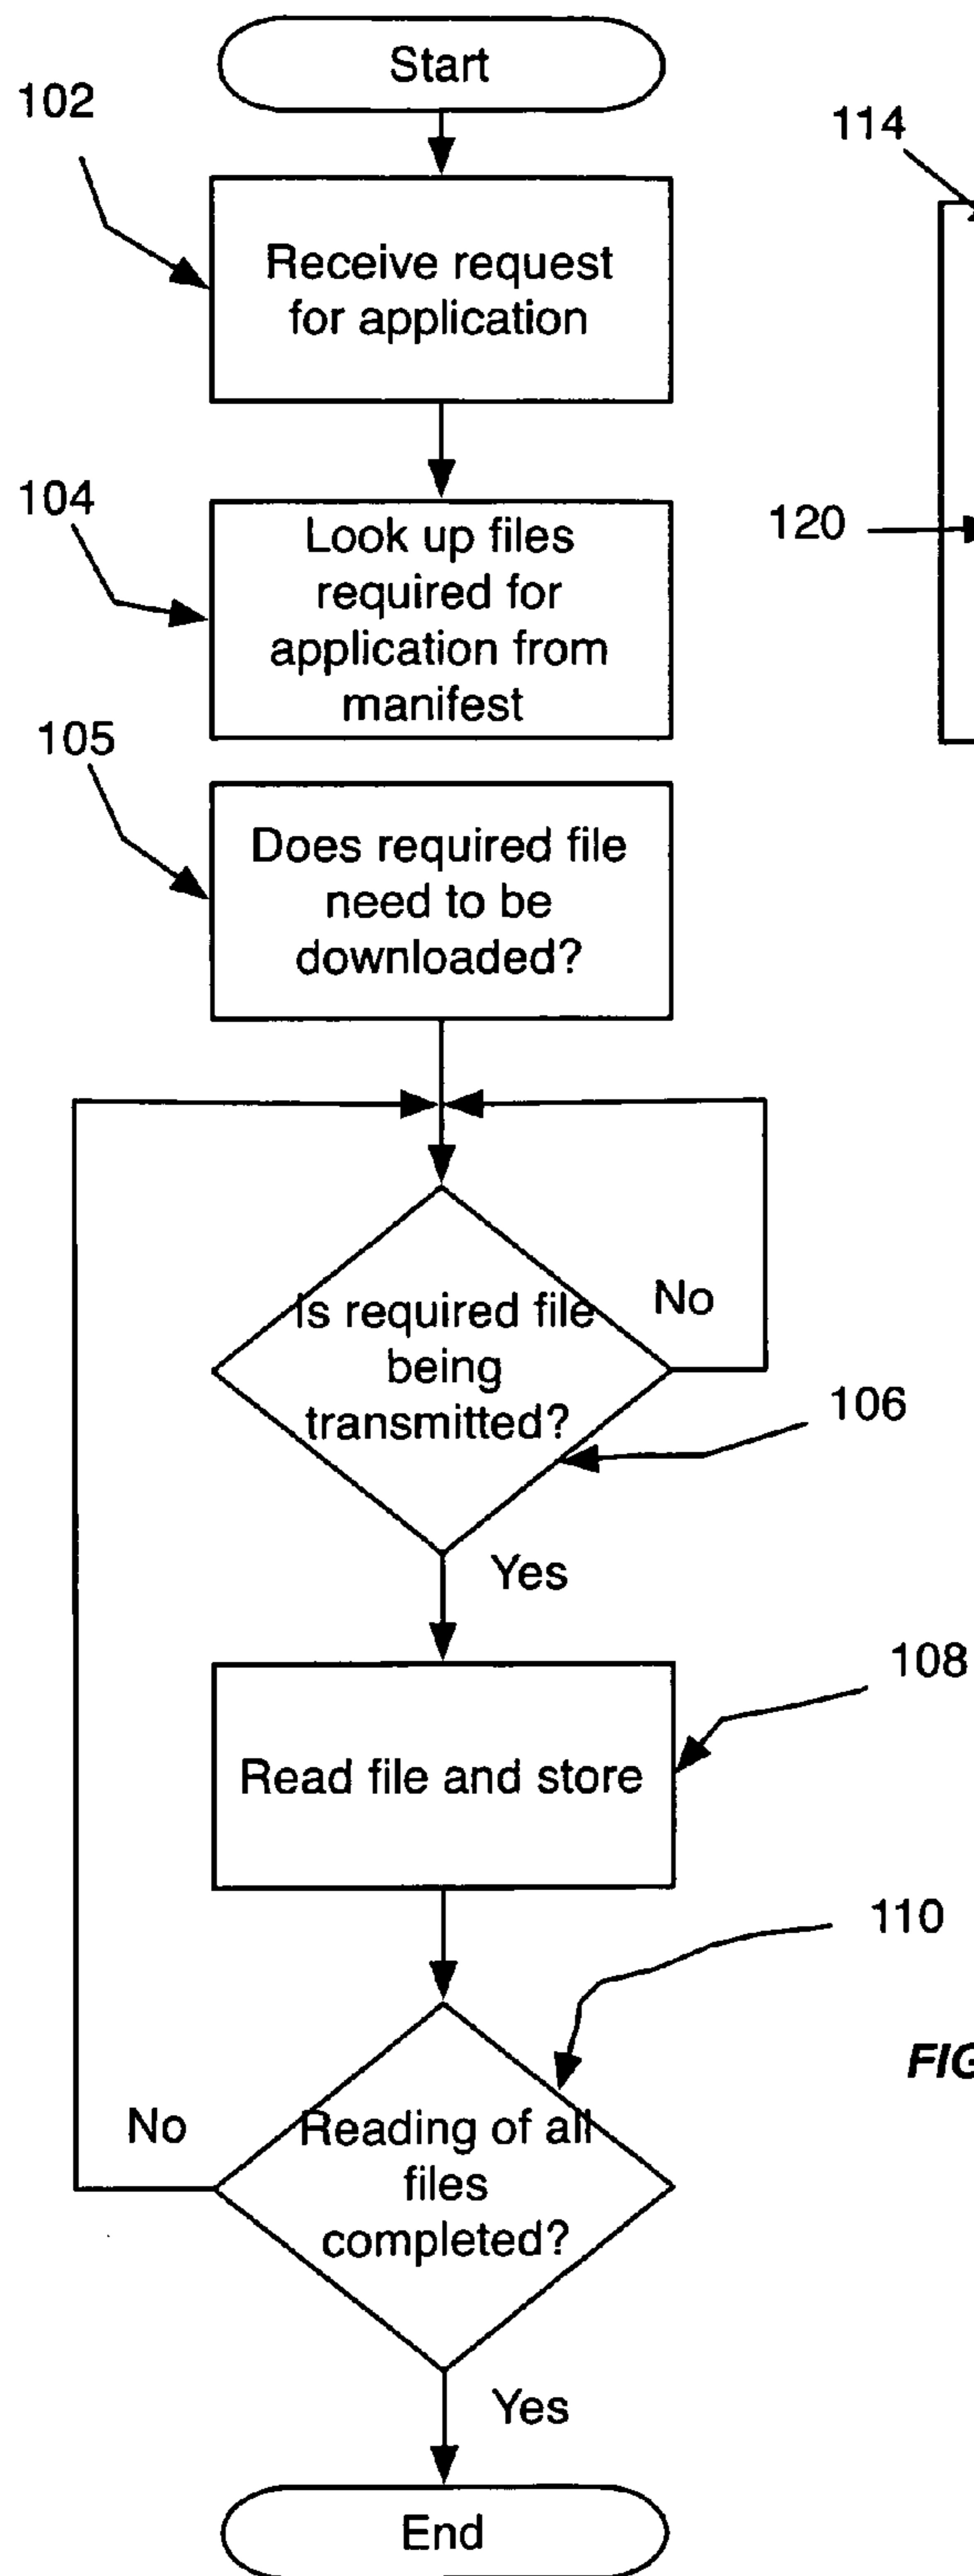 Start
102
114
Receive request
for application
104
120
Look up files
required for
application from
manifest
105
Does required file
need to be
downloaded?
No
Is required file
being
transmitted?
106
Yes
108
Read file and store
110
FIG
No
Reading of all
files
completed?
Yes
End